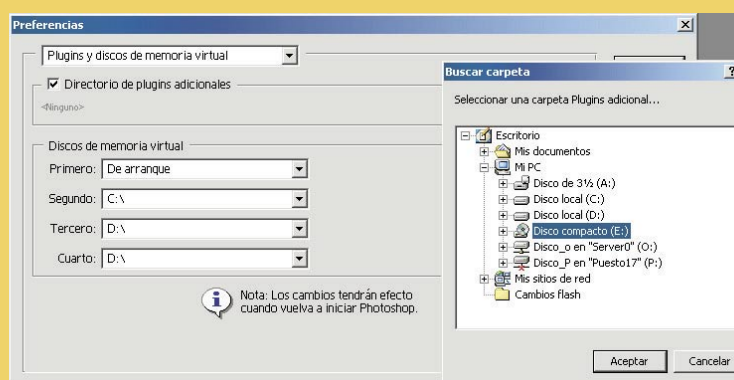 Preferencias
Plugins y discos de memoria virtual
Directorio de plugins adicionales
<Ninguno>
Discos de memoria virtual
Primero: De arranque
Segundo: C:\
Tercero: D:\
Cuarto: D:\
Nota: Los cambios tendrán efecto
cuando vuelva a iniciar Photoshop.
Buscar carpeta
Seleccionar una carpeta Plugins adicional...
Escritorio
Mis documentos
Mi PC
Disco de 3½ (A:)
Disco local (C:)
Disco local (D:)
Disco compacto (E:)
Disco_o en "Server0" (O:)
Disco_P en "Puesto17" (P:)
Mis sitios de red
Cambios flash
Aceptar
Cancelar